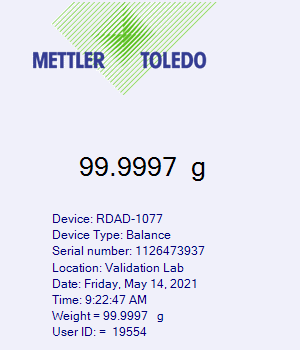 METTLER TOLEDO
99.9997 g
Device: RDAD-1077
Device Type: Balance
Serial number: 1126473937
Location: Validation Lab
Date: Friday, May 14, 2021
Time: 9:22:47 AM
Weight = 99.9997 g
User ID: = 19554